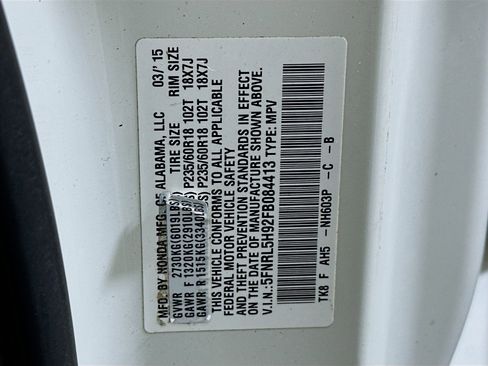 MFD. BY HONDA MFG. OF ALABAMA, LLC 03/'15
GVWR 2730KG(6019LBS) TIRE SIZE RIM SIZE
GAWR F 1320KG(2910LBS) P235/60R18 102T 18X7J
GAWR R 1515KG(3340LBS) P235/60R18 102T 18X7J
THIS VEHICLE CONFORMS TO ALL APPLICABLE
FEDERAL MOTOR VEHICLE SAFETY
AND THEFT PREVENTION STANDARDS IN EFFECT
ON THE DATE OF MANUFACTURE SHOWN ABOVE.
V.I.N.: 5FNRL5H92FB064413 TYPE: MPV
TK8 F AH5 -NH603P -C -B